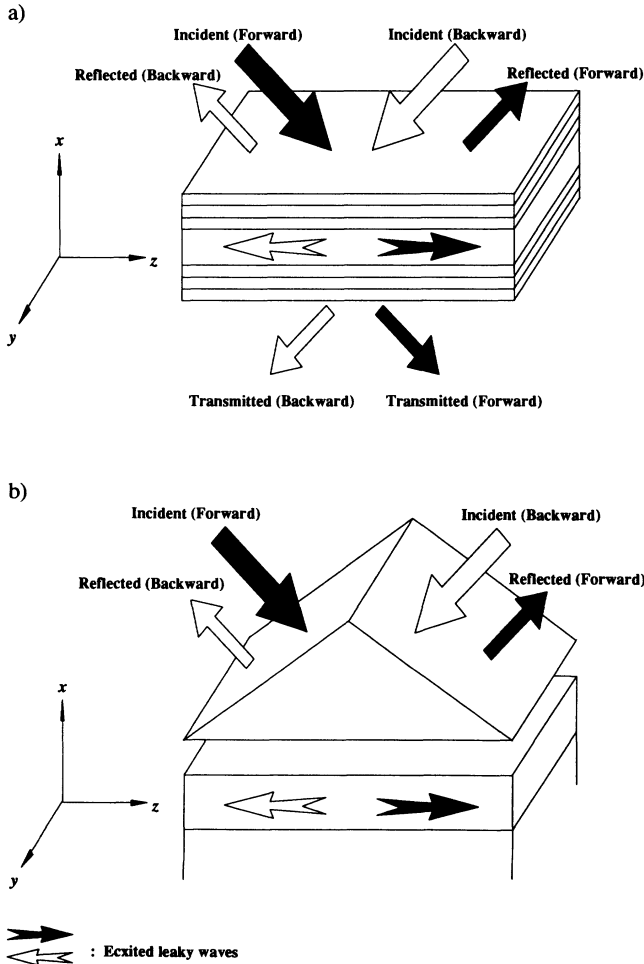 a)
Incident (Forward)
Incident (Backward)
Reflected (Backward)
Reflected (Forward)
x
z
y
Transmitted (Backward)
Transmitted (Forward)
b)
Incident (Forward)
Incident (Backward)
Reflected (Backward)
Reflected (Forward)
x
z
y
: Ecxited leaky waves